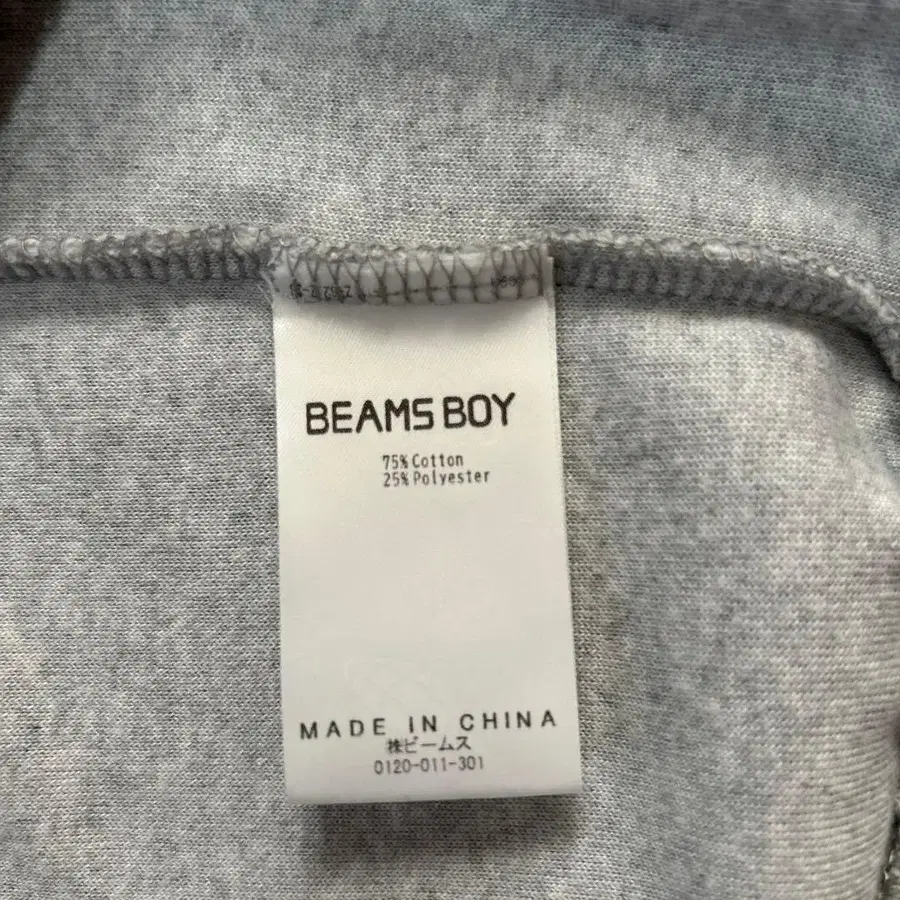 BEAMS BOY
75% Cotton
25% Polyester
MADE IN CHINA
㈱ビームス
0120-011-301